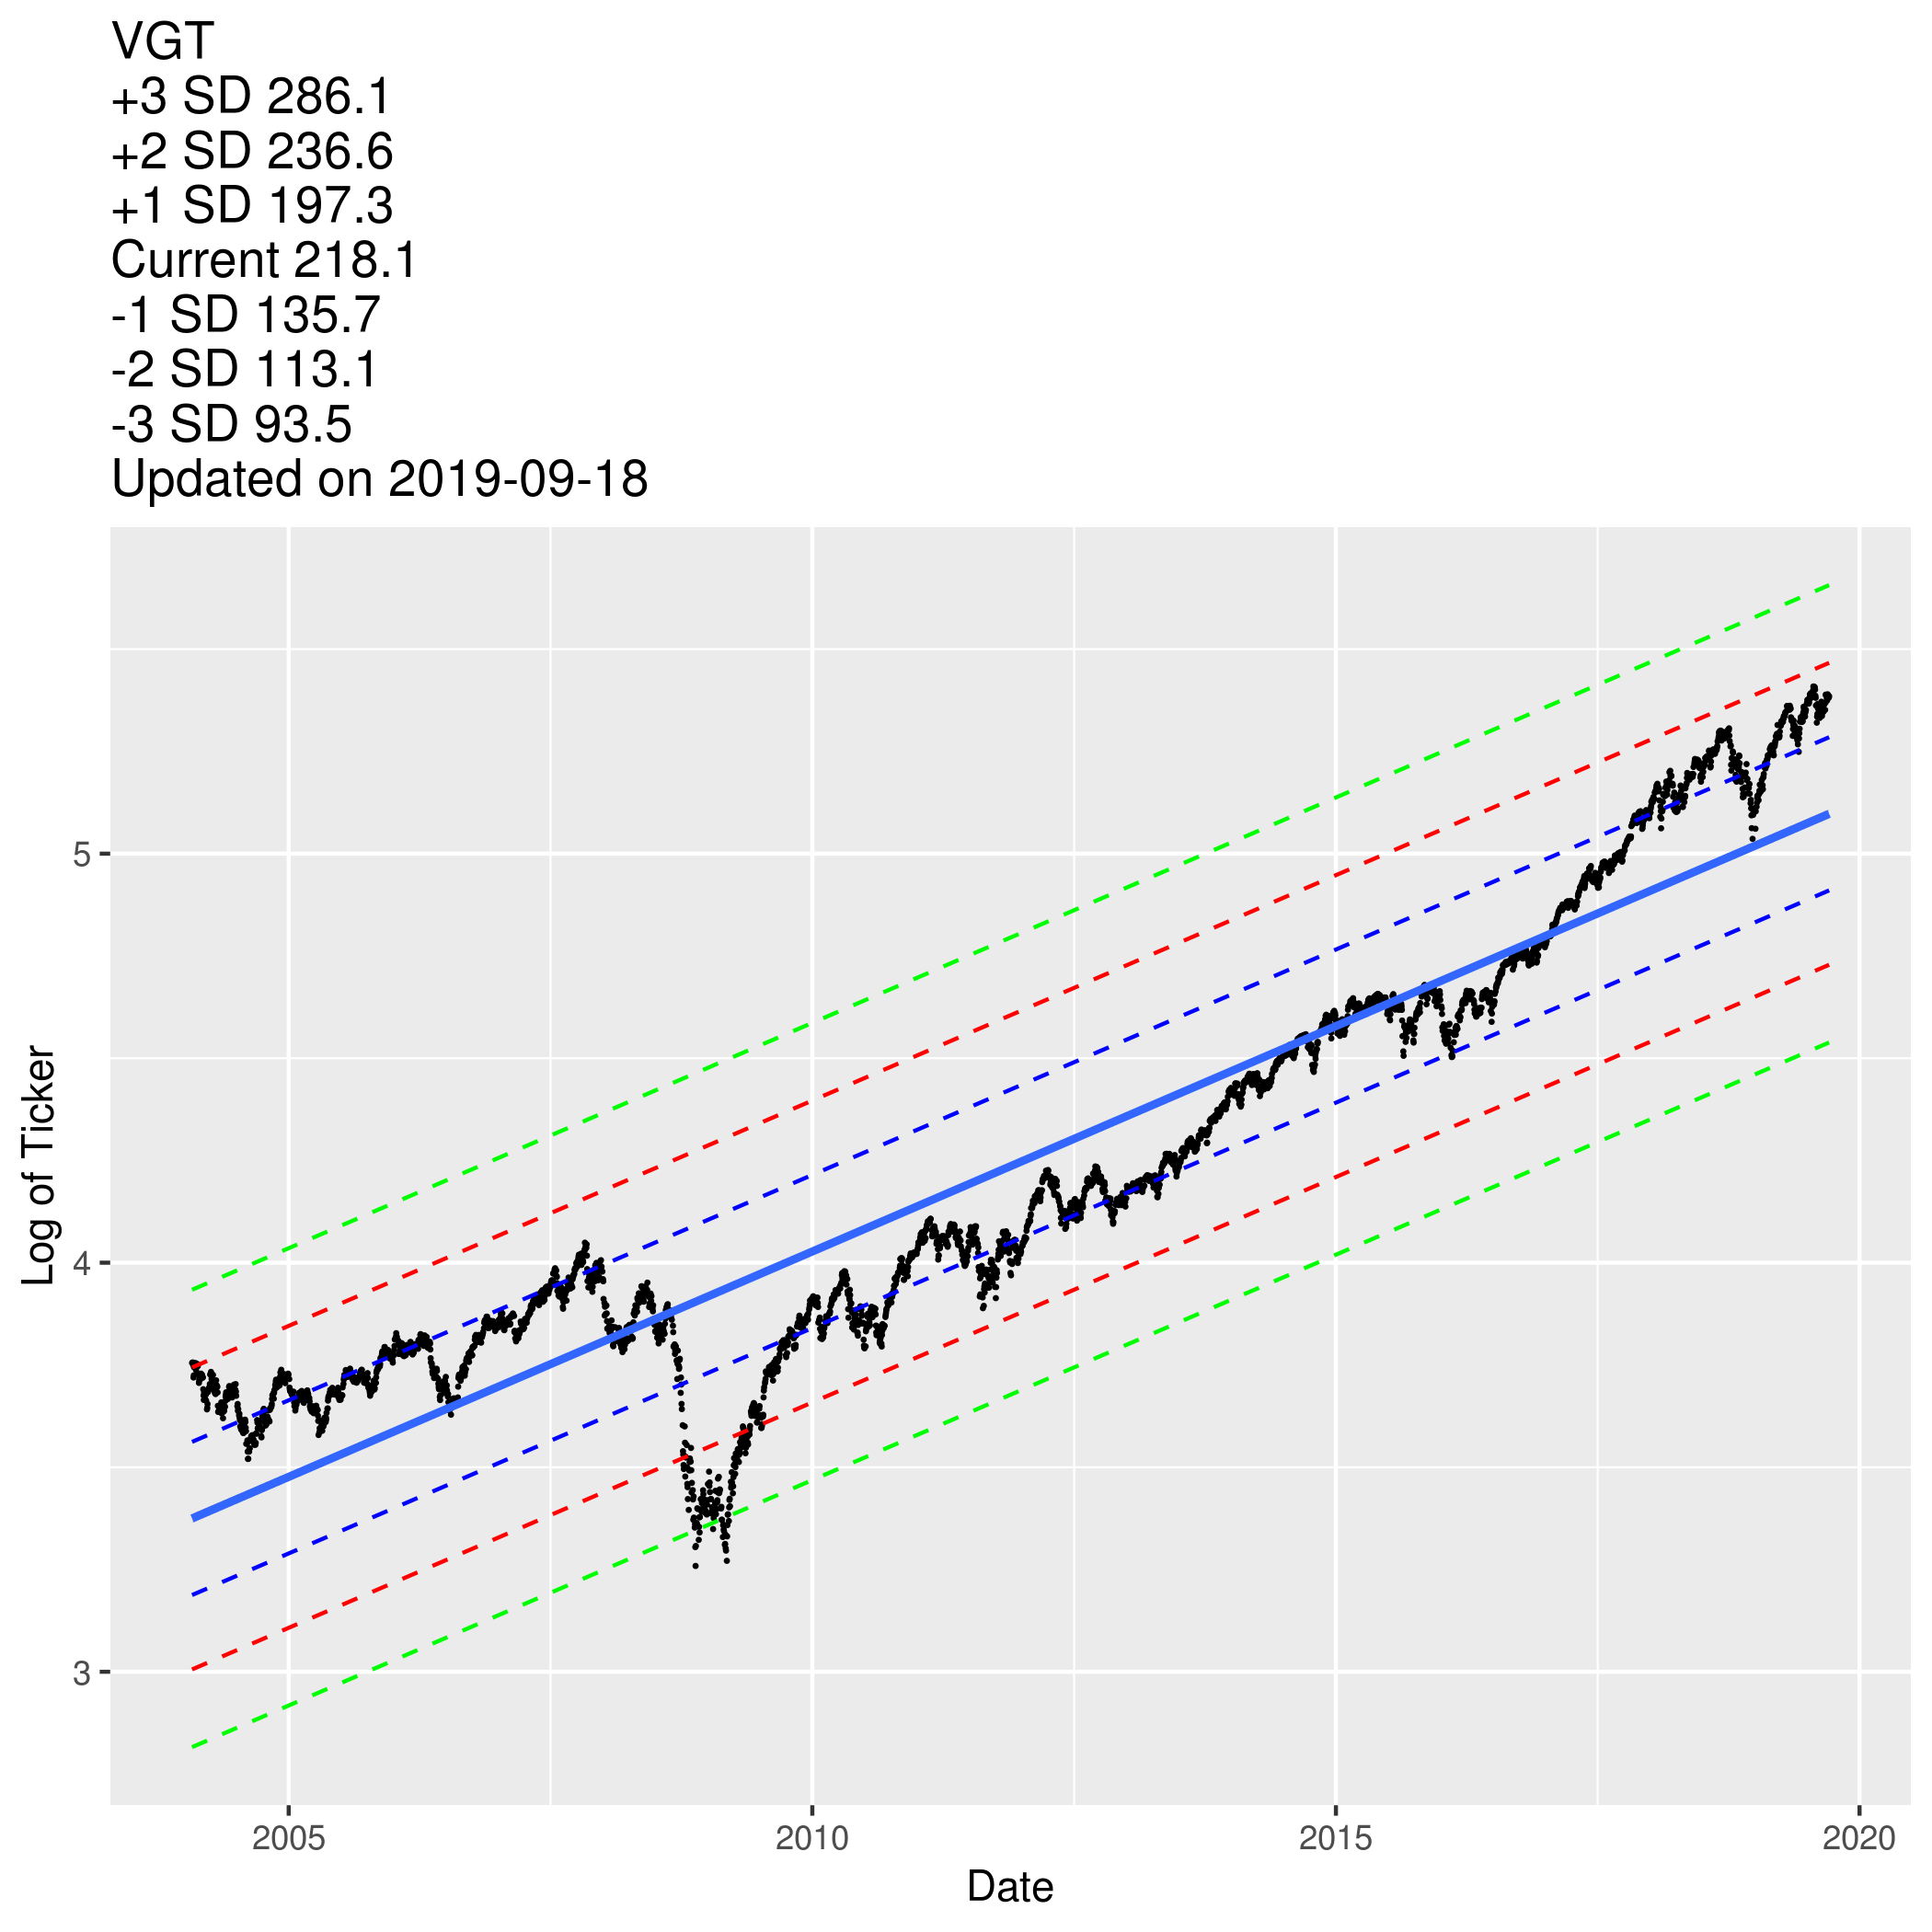 VGT
+3 SD 286.1
+2 SD 236.6
+1 SD 197.3
Current 218.1
-1 SD 135.7
-2 SD 113.1
-3 SD 93.5
Updated on 2019-09-18
Log of Ticker
5
4
3
2005 2010 2015 2020
Date